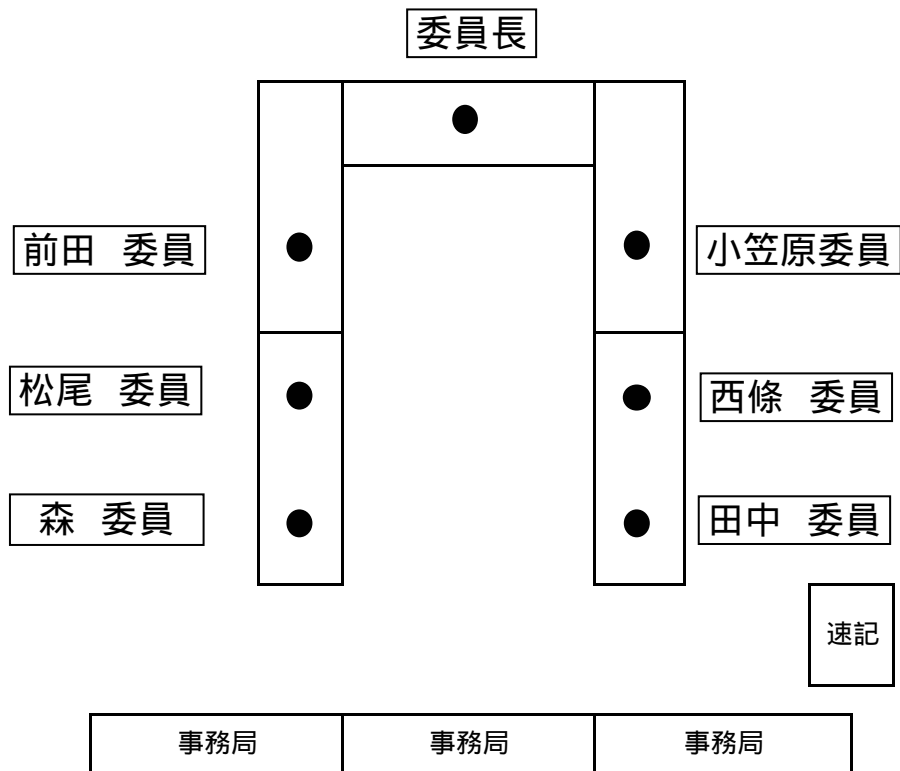 委員長
前田 委員
小笠原委員
松尾 委員
西條 委員
森 委員
田中 委員
速記
事務局
事務局
事務局